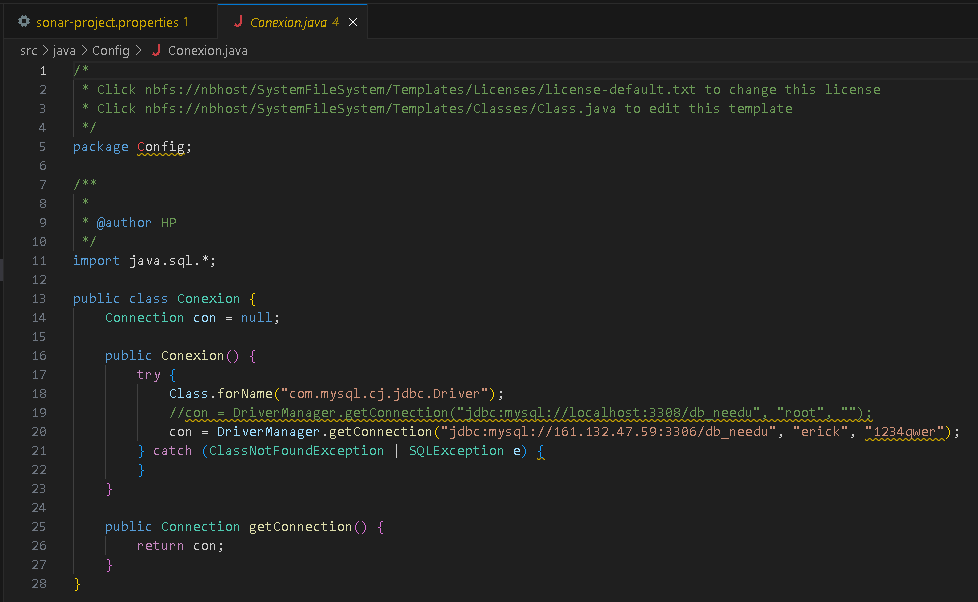 sonar-project.properties 1
Conexion.java 4
src > java > Config > Conexion.java
1 /*
2  * Click nbfs://nbhost/SystemFileSystem/Templates/Licenses/license-default.txt to change this license
3  * Click nbfs://nbhost/SystemFileSystem/Templates/Classes/Class.java to edit this template
4  */
5 package Config;
6
7 /**
8  *
9  * @author HP
10  */
11 import java.sql.*;
12
13 public class Conexion {
14     Connection con = null;
15
16     public Conexion() {
17         try {
18             Class.forName("com.mysql.cj.jdbc.Driver");
19             //con = DriverManager.getConnection("jdbc:mysql://localhost:3308/db_needu", "root", "");
20             con = DriverManager.getConnection("jdbc:mysql://161.132.47.59:3306/db_needu", "erick", "1234qwer");
21         } catch (ClassNotFoundException | SQLException e) {
22         }
23     }
24
25     public Connection getConnection() {
26         return con;
27     }
28 }